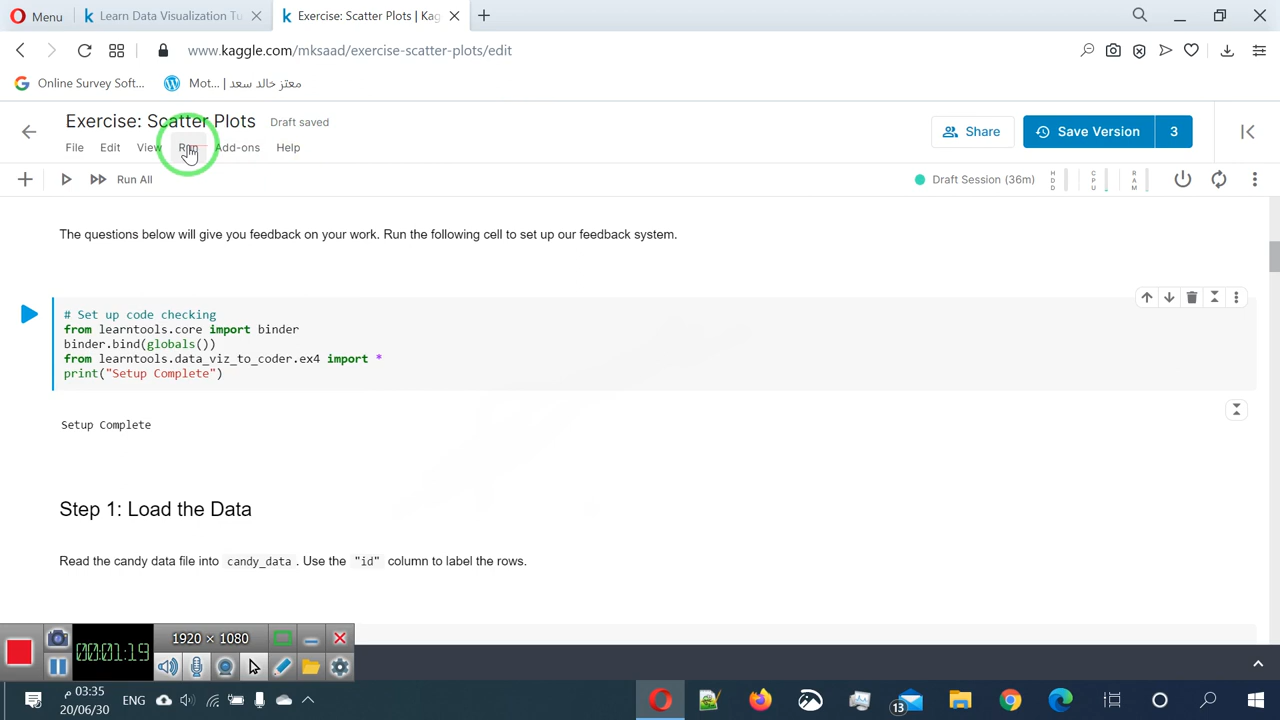 Menu
Learn Data Visualization Tu
Exercise: Scatter Plots | Kag
www.kaggle.com/mksaad/exercise-scatter-plots/edit
Online Survey Soft...
Mot... | معتز خالد سعد
Exercise: Scatter Plots
Draft saved
File Edit View Run Add-ons Help
Share
Save Version
3
Run All
Draft Session (36m)
HDD
CPU
RAM
The questions below will give you feedback on your work. Run the following cell to set up our feedback system.
# Set up code checking
from learntools.core import binder
binder.bind(globals())
from learntools.data_viz_to_coder.ex4 import *
print("Setup Complete")
Setup Complete
Step 1: Load the Data
Read the candy data file into candy_data . Use the "id" column to label the rows.
00:01:19
1920 × 1080
03:35 م
20/06/30
ENG
13